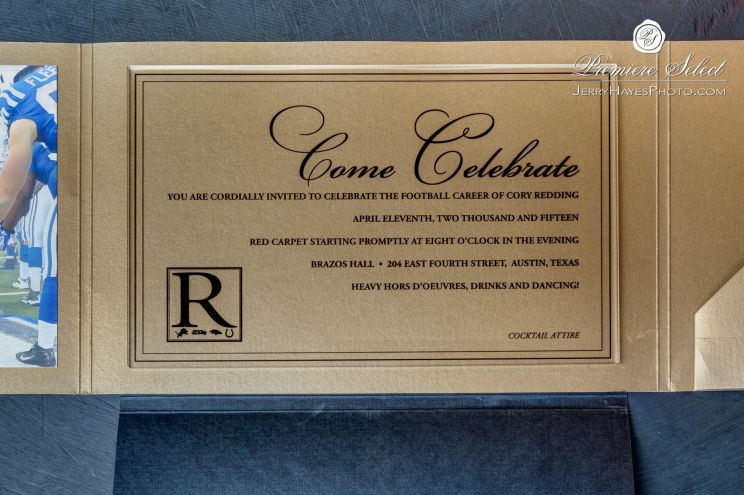 PS
Premiere Select
JERRYHAYESPHOTO.COM
FLE
Come Celebrate
YOU ARE CORDIALLY INVITED TO CELEBRATE THE FOOTBALL CAREER OF CORY REDDING
APRIL ELEVENTH, TWO THOUSAND AND FIFTEEN
RED CARPET STARTING PROMPTLY AT EIGHT O'CLOCK IN THE EVENING
BRAZOS HALL • 204 EAST FOURTH STREET, AUSTIN, TEXAS
HEAVY HORS D'OEUVRES, DRINKS AND DANCING!
R
COCKTAIL ATTIRE